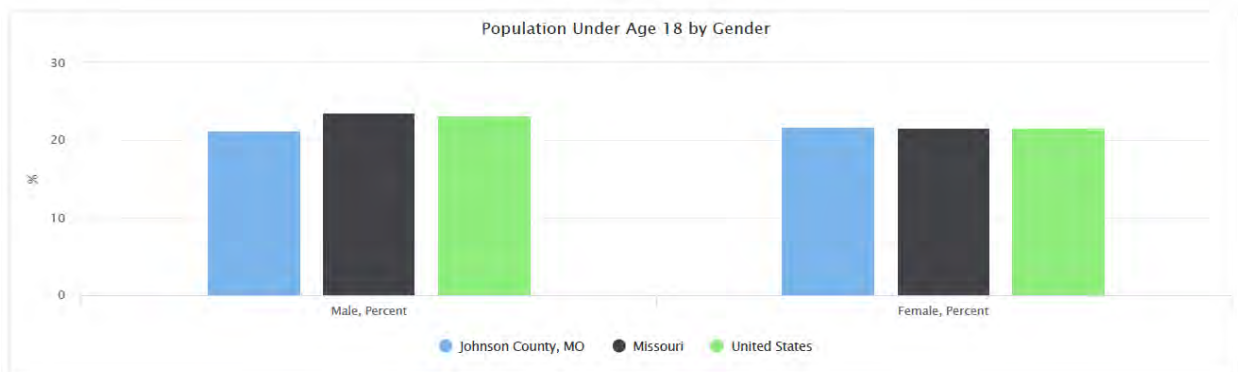 Population Under Age 18 by Gender
30
20
%
10
0
Male, Percent
Female, Percent
Johnson County, MO
Missouri
United States